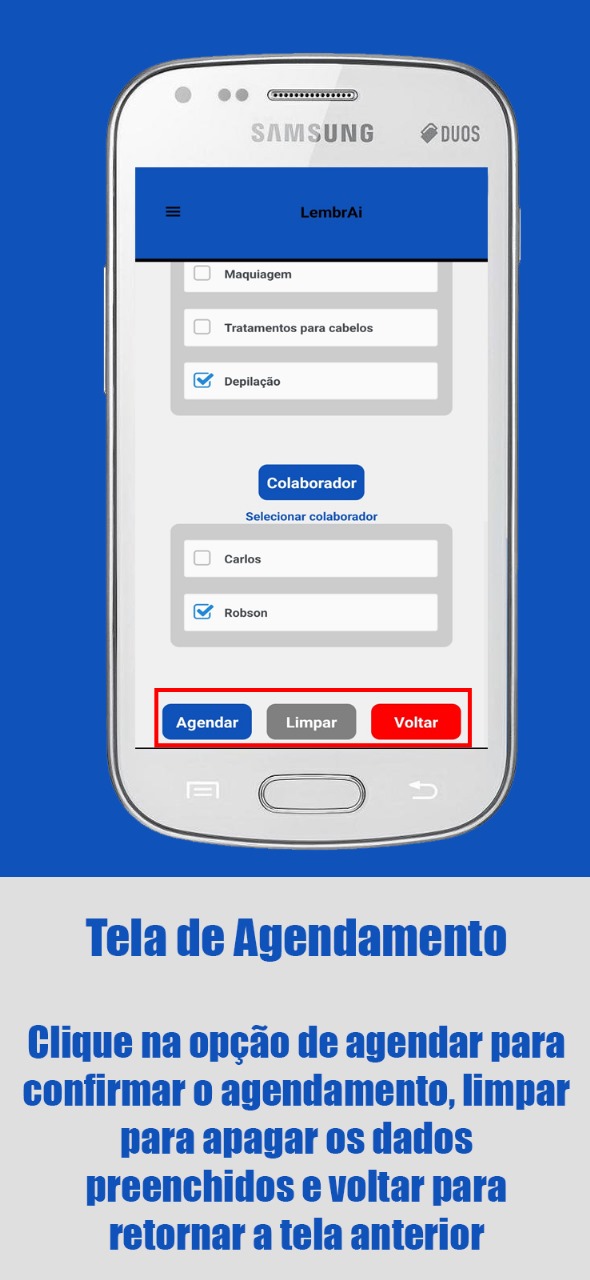 SAMSUNG
DUOS
LembrAi
Maquiagem
Tratamentos para cabelos
Depilação
Colaborador
Selecionar colaborador
Carlos
Robson
Agendar
Limpar
Voltar
Tela de Agendamento
Clique na opção de agendar para
confirmar o agendamento, limpar
para apagar os dados
preenchidos e voltar para
retornar a tela anterior